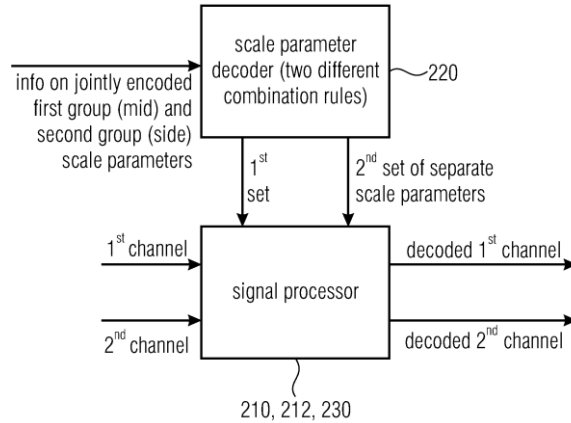 scale parameter
decoder (two different
combination rules)
220
info on jointly encoded
first group (mid) and
second group (side)
scale parameters
1st
set
2nd set of separate
scale parameters
1st channel
decoded 1st channel
signal processor
2nd channel
decoded 2nd channel
210, 212, 230